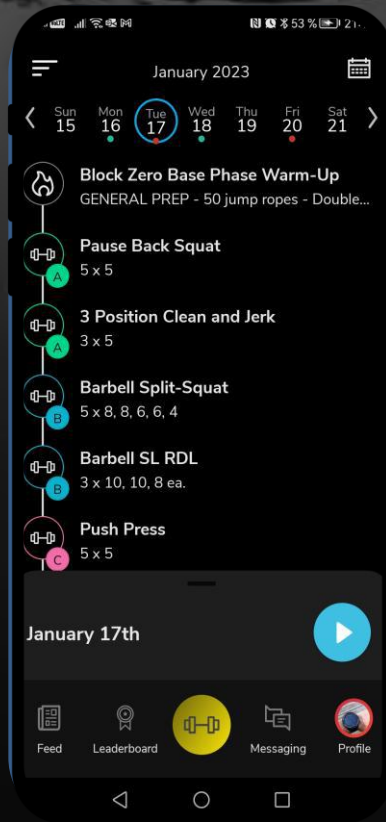 53 %
January 2023
Sun Mon Tue Wed Thu Fri Sat
15 16 17 18 19 20 21
Block Zero Base Phase Warm-Up
GENERAL PREP - 50 jump ropes - Double...
Pause Back Squat
A 5 x 5
3 Position Clean and Jerk
A 3 x 5
Barbell Split-Squat
B 5 x 8, 8, 6, 6, 4
Barbell SL RDL
B 3 x 10, 10, 8 ea.
Push Press
C 5 x 5
January 17th
Feed Leaderboard Messaging Profile